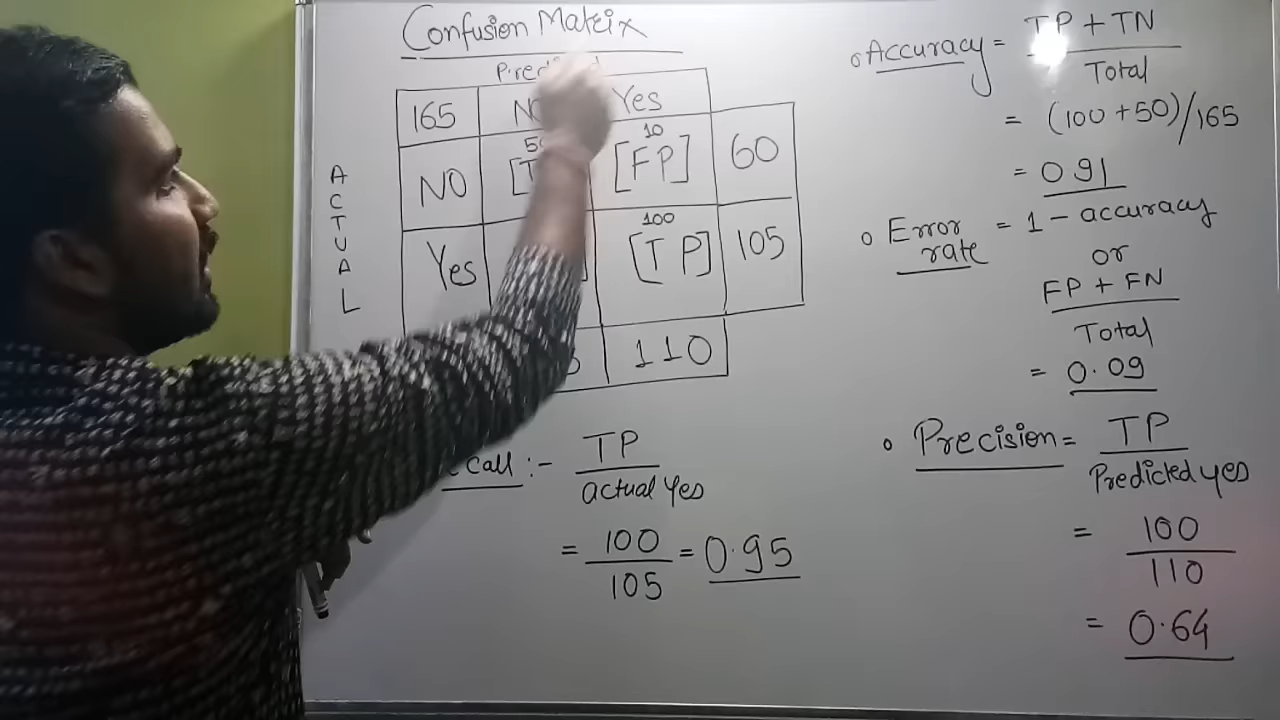 Confusion Matrix
165 Yes
10
NO [FP] 60
100
Yes [TP] 105
110
ACTUAL
call :- TP
actual Yes
= 100 = 0.95
105
Accuracy = TP + TN
Total
= (100+50)/165
= 0.91
Error rate = 1 - accuracy
or
FP + FN
Total
= 0.09
Precision = TP
Predicted yes
= 100
110
= 0.64